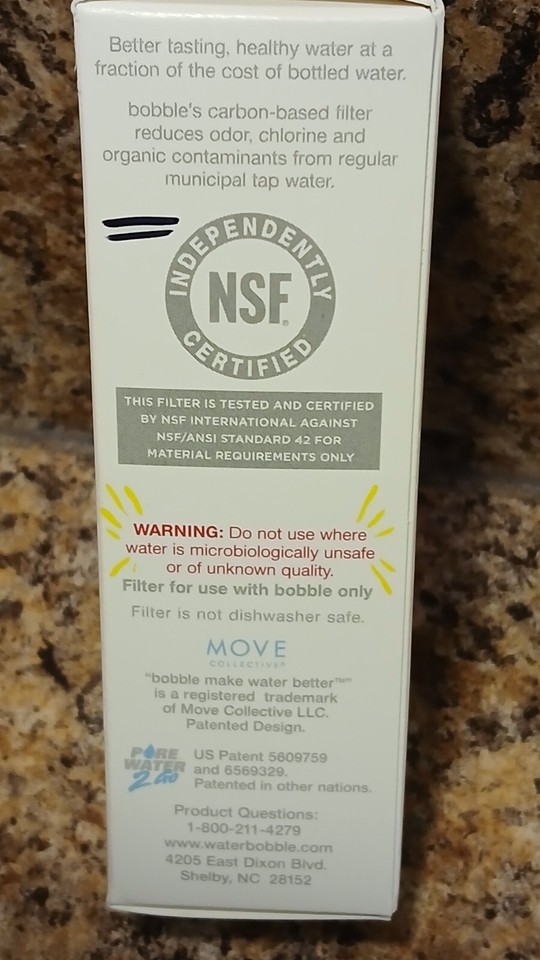 Better tasting, healthy water at a
fraction of the cost of bottled water.
bobble's carbon-based filter
reduces odor, chlorine and
organic contaminants from regular
municipal tap water.
INDEPENDENTLY
NSF®
CERTIFIED
THIS FILTER IS TESTED AND CERTIFIED
BY NSF INTERNATIONAL AGAINST
NSF/ANSI STANDARD 42 FOR
MATERIAL REQUIREMENTS ONLY
WARNING: Do not use where
water is microbiologically unsafe
or of unknown quality.
Filter for use with bobble only
Filter is not dishwasher safe.
MOVE
COLLECTIVE®
"bobble make water better™"
is a registered trademark
of Move Collective LLC.
Patented Design.
PURE
WATER
2GO
US Patent 5609759
and 6569329.
Patented in other nations.
Product Questions:
1-800-211-4279
www.waterbobble.com
4205 East Dixon Blvd.
Shelby, NC 28152